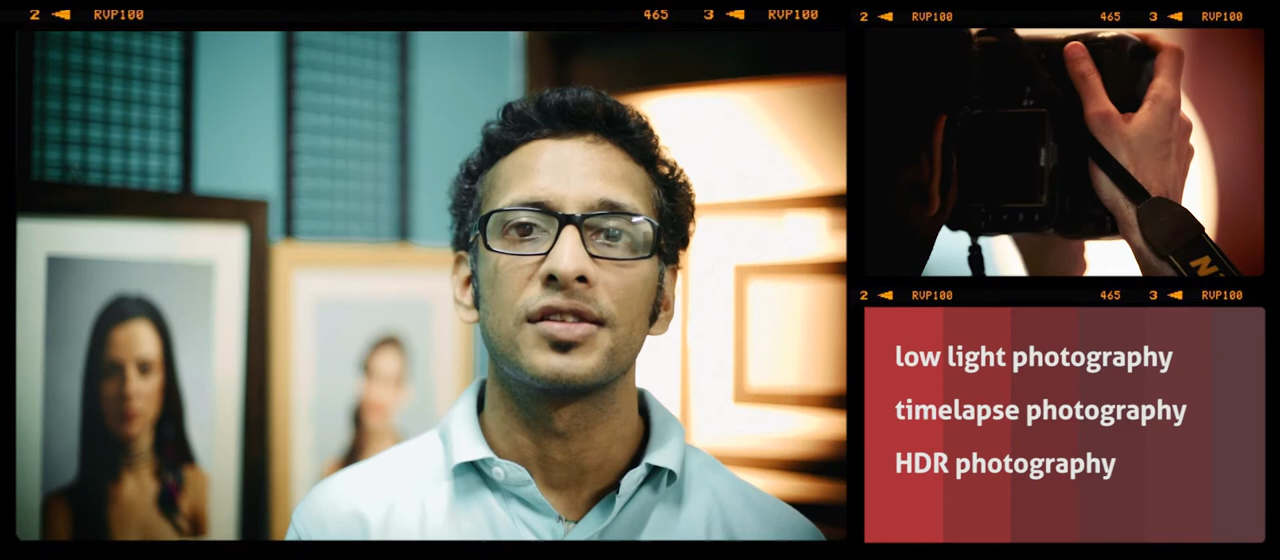 2 RVP100 465 3 RVP100
2 RVP100 465 3 RVP100
2 RVP100 465 3 RVP100
low light photography
timelapse photography
HDR photography